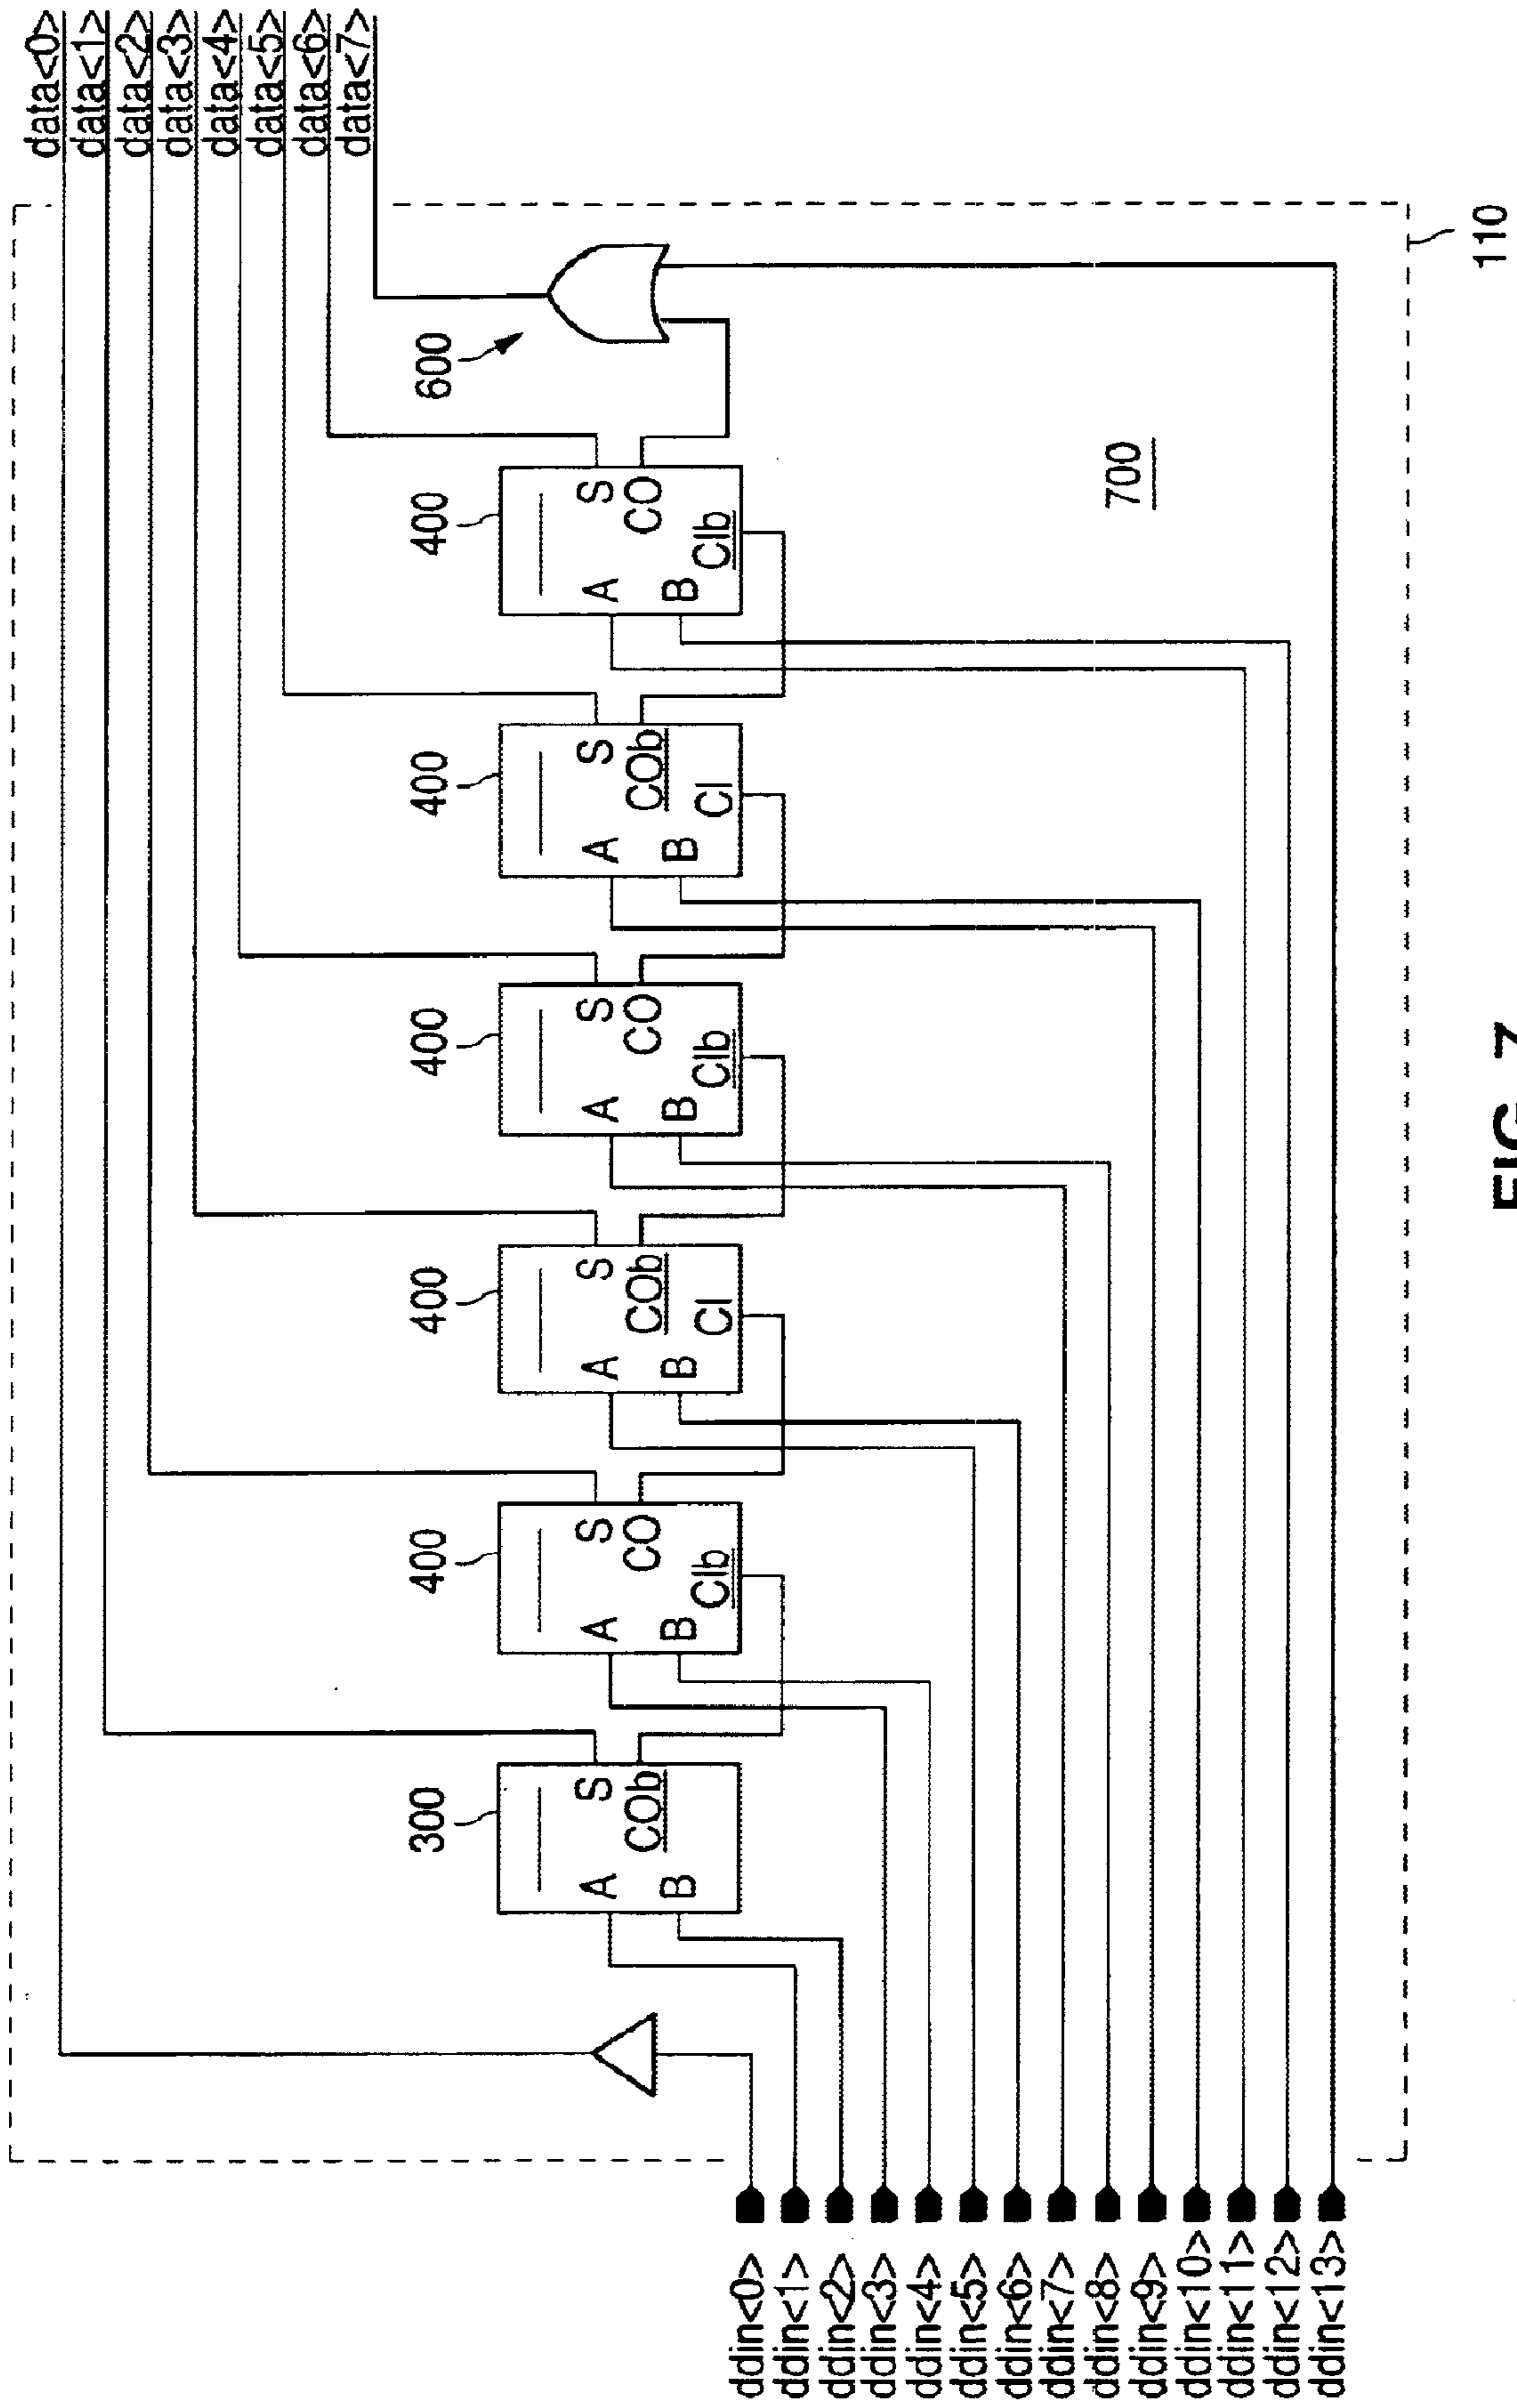 data<0>
data<1>
data<2>
data<3>
data<4>
data<5>
data<6>
data<7>
300
A
B
S
COb
400
A
B
S
CO
CIb
400
A
B
S
COb
CI
400
A
B
S
CO
CIb
400
A
B
S
COb
CI
400
A
B
S
CO
CIb
600
700
110
ddin<0>
ddin<1>
ddin<2>
ddin<3>
ddin<4>
ddin<5>
ddin<6>
ddin<7>
ddin<8>
ddin<9>
ddin<10>
ddin<11>
ddin<12>
ddin<13>
FIG. 7